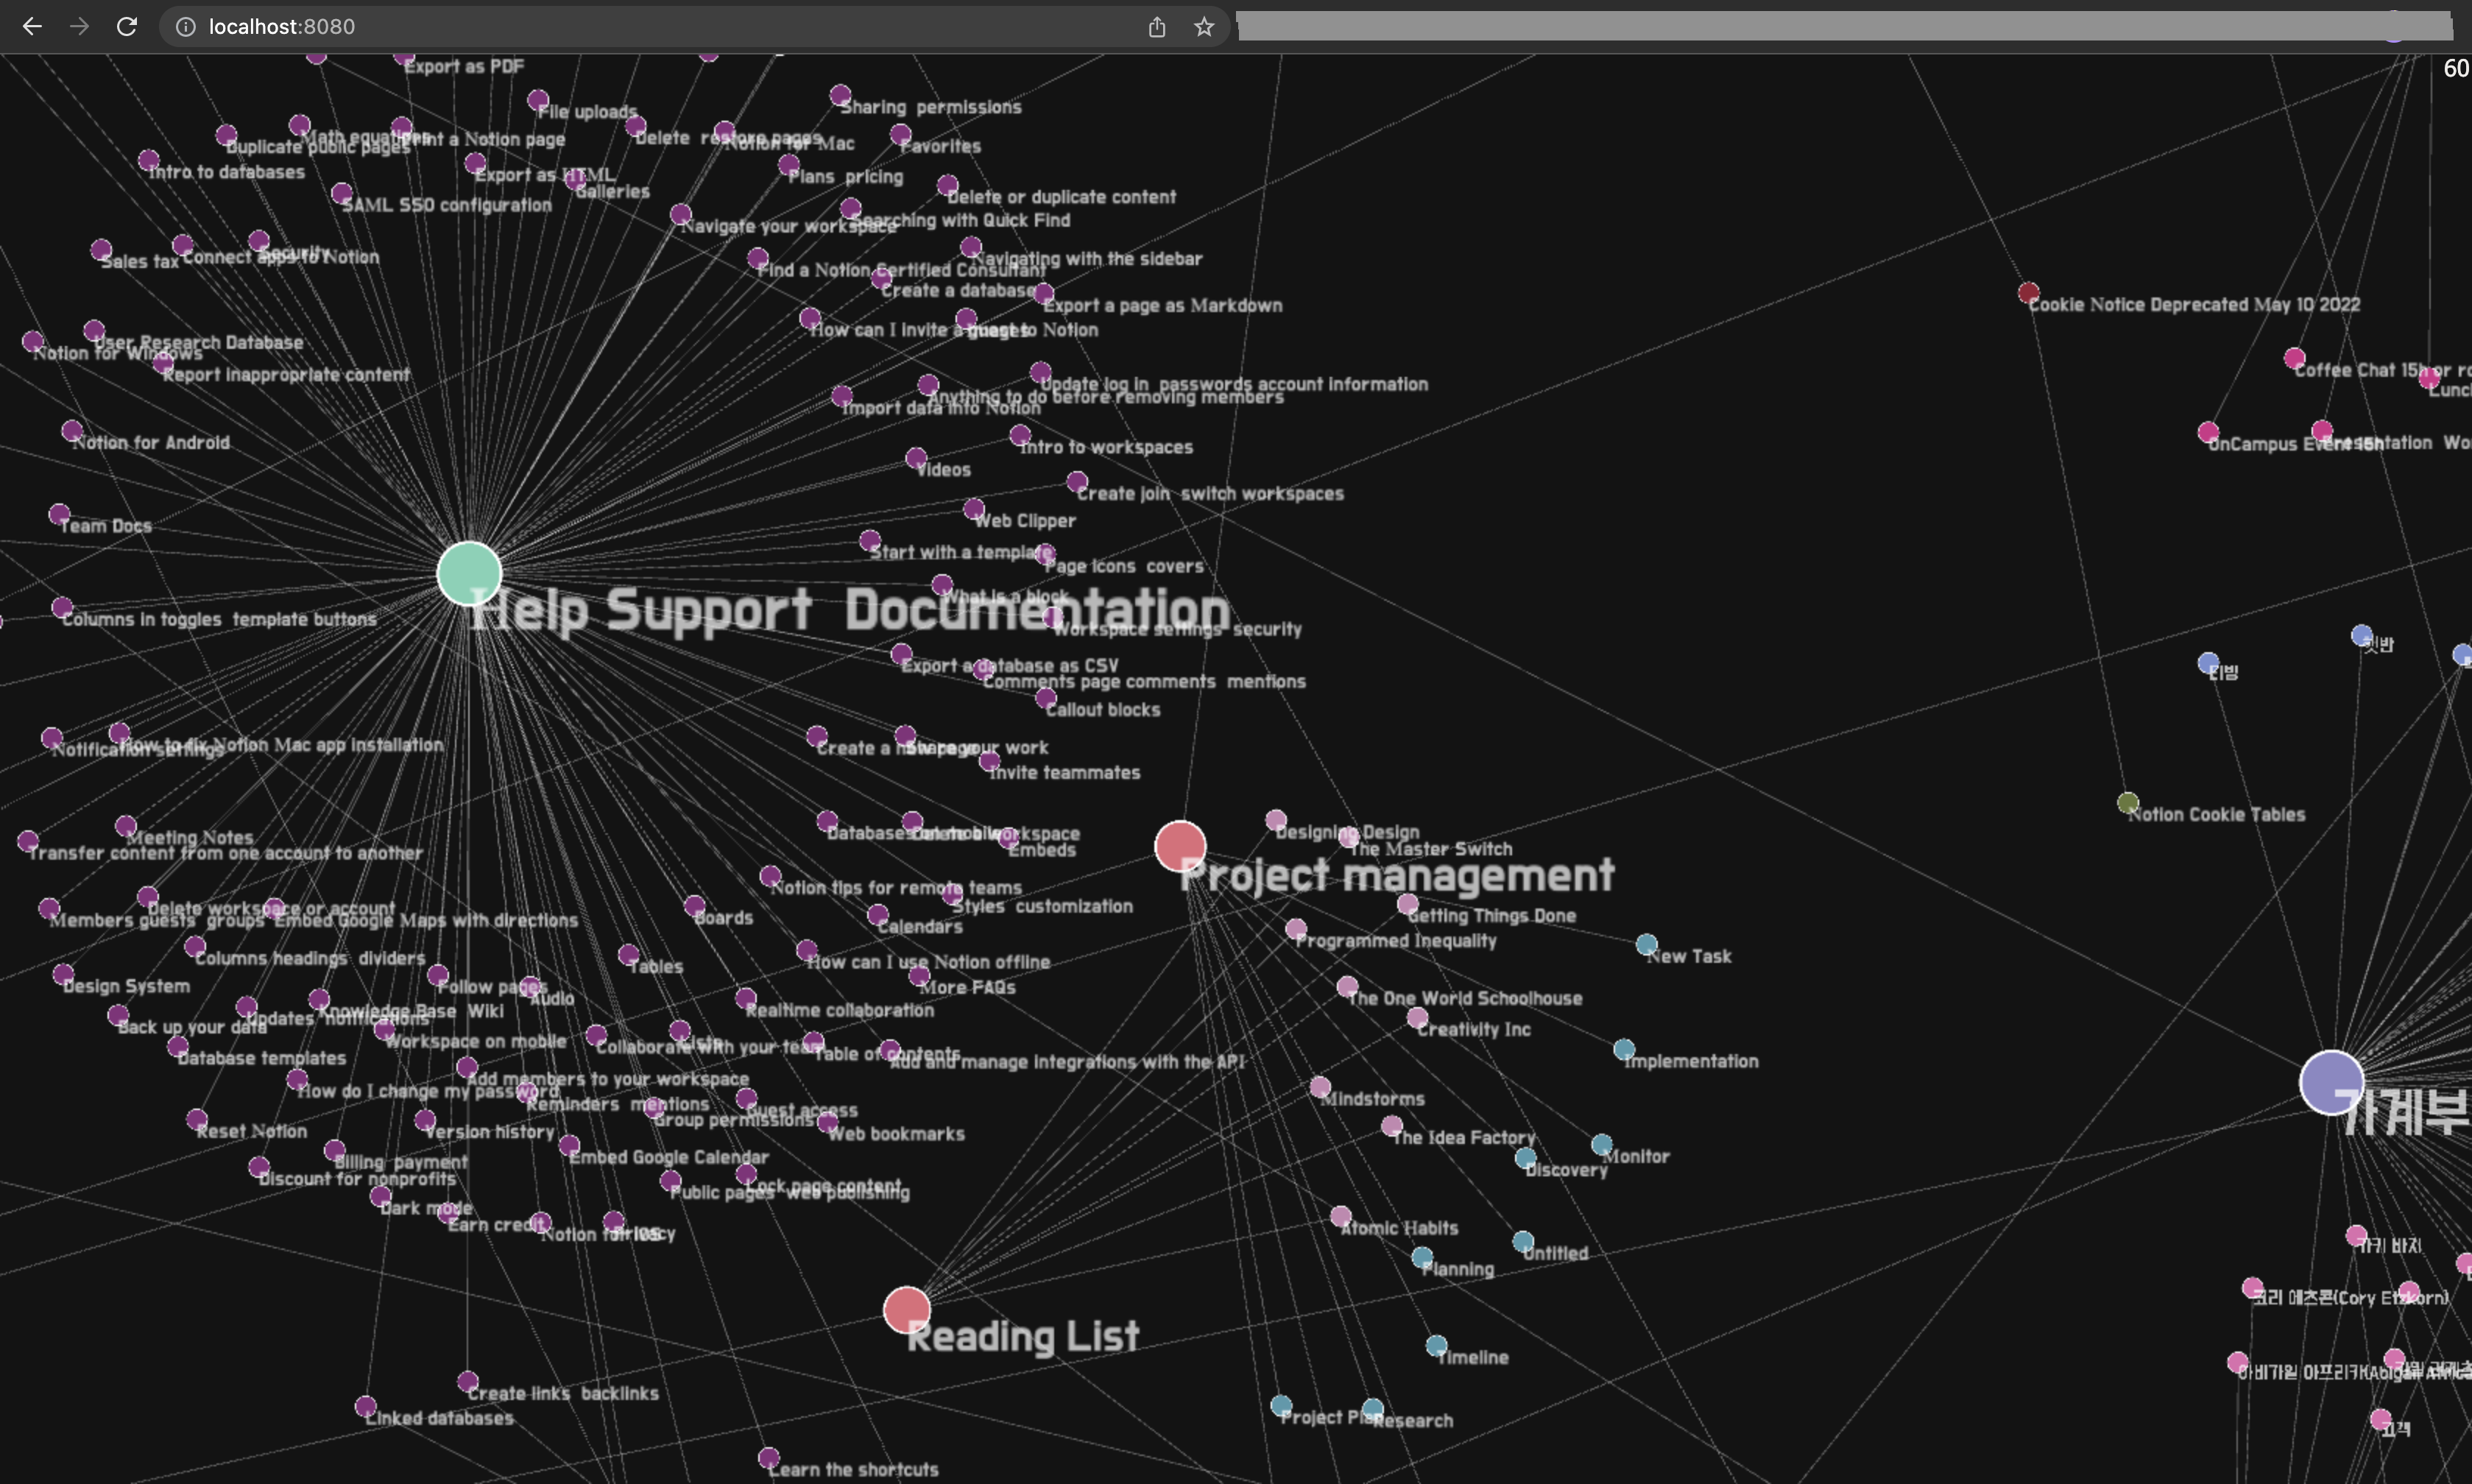 localhost:8080
60
Export as PDF
File uploads
Sharing permissions
Math equations
Duplicate public pages
Print a Notion page
Delete restore pages
Notion for Mac
Favorites
Intro to databases
Export as HTML
Galleries
Plans pricing
Delete or duplicate content
SAML SSO configuration
Searching with Quick Find
Navigate your workspace
Sales tax
Connect apps to Notion
Security
Find a Notion Certified Consultant
Navigating with the sidebar
Create a database
Export a page as Markdown
Cookie Notice Deprecated May 10 2022
How can I invite a guest to Notion
User Research Database
Notion for Windows
Report inappropriate content
Update log in passwords account information
Anything to do before removing members
Import data into Notion
Coffee Chat 15h or
OnCampus Event 15h
Presentation
Notion for Android
Intro to workspaces
Videos
Create join switch workspaces
Web Clipper
Team Docs
Start with a template
Page icons covers
What is a block
Help Support Documentation
Columns in toggles template buttons
Workspace settings security
Export a database as CSV
Comments page comments mentions
Callout blocks
햇반
티빙
Notification settings
How to fix Notion Mac app installation
Share your work
Invite teammates
Notion Cookie Tables
Meeting Notes
Transfer content from one account to another
Embeds
Designing Design
The Master Switch
Project management
Notion tips for remote teams
Styles customization
Delete workspace or account
Members guests groups
Embed Google Maps with directions
Boards
Calendars
Getting Things Done
Programmed Inequality
New Task
Columns headings dividers
Tables
How can I use Notion offline
Design System
Follow pages
Audio
More FAQs
The One World Schoolhouse
Knowledge Base Wiki
Updates notifications
Back up your data
Realtime collaboration
Creativity Inc
Workspace on mobile
Collaborate with your team
Lists
Table of contents
Add and manage integrations with the API
Database templates
Implementation
Add members to your workspace
How do I change my password
Reminders mentions
Group permissions
Guest access
Mindstorms
가계부
Reset Notion
Version history
Web bookmarks
The Idea Factory
Embed Google Calendar
Billing payment
Discount for nonprofits
Monitor
Discovery
Public pages web publishing
Lock page content
Dark mode
Earn credit
Notion for iOS
Privacy
Atomic Habits
Untitled
Planning
카키 바지
코리 에츠콘(Cory Etzkorn)
Reading List
Timeline
Create links backlinks
Linked databases
Project Plan
Research
고객
Learn the shortcuts